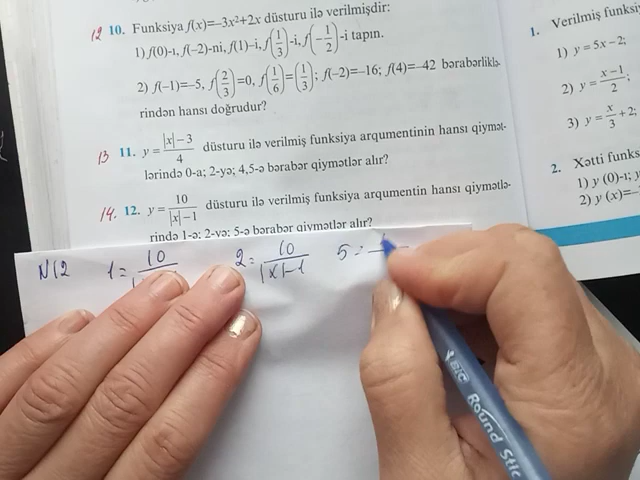 12 10. Funksiya f(x)=–3x²+2x düsturu ilə verilmişdir:
1) f(0)-ı, f(–2)-ni, f(1)–i, f(1/3)-i, f(–1/2)-i tapın.
2) f(–1)=–5, f(2/3)=0, f(1/6)=(1/3); f(–2)=–16; f(4)=–42 bərabərliklə-
rindən hansı doğrudur?
13 11. y=(|x|–3)/4 düsturu ilə verilmiş funksiya arqumentinin hansı qiymət-
lərində 0-a; 2-yə; 4,5-ə bərabər qiymətlər alır?
14. 12. y=10/(|x|–1) düsturu ilə verilmiş funksiya arqumentin hansı qiymətlə-
rində 1-ə; 2-yə; 5-ə bərabər qiymətlər alır?
1. Verilmiş
1) y=5x–2;
2) y=(x–1)/2;
3) y=x/3+2;
2. Xətti funks
1) y (0)-ı; y
2) y (x)=–
N12 1=10/ 2=10/(|x|–1) 5=
BIC Round Stic